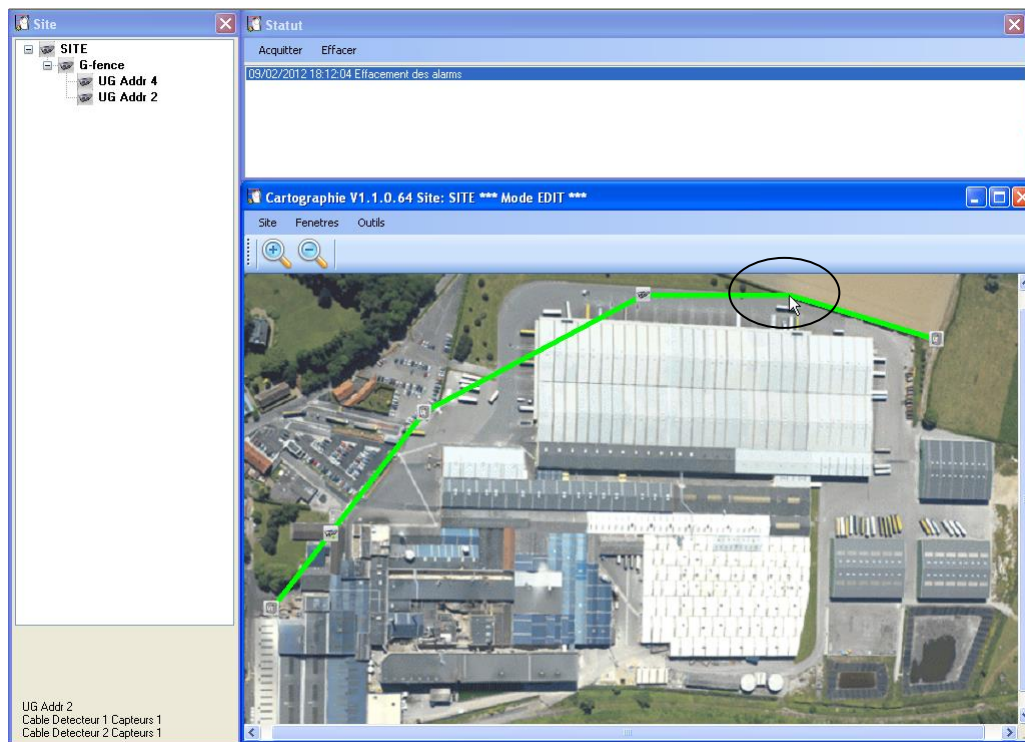 Site
SITE
G-fence
UG Addr 4
UG Addr 2
UG Addr 2
Cable Detecteur 1 Capteurs 1
Cable Detecteur 2 Capteurs 1
Statut
Acquitter Effacer
09/02/2012 18:12:04 Effacement des alarms
Cartographie V1.1.0.64 Site: SITE *** Mode EDIT ***
Site Fenetres Outils